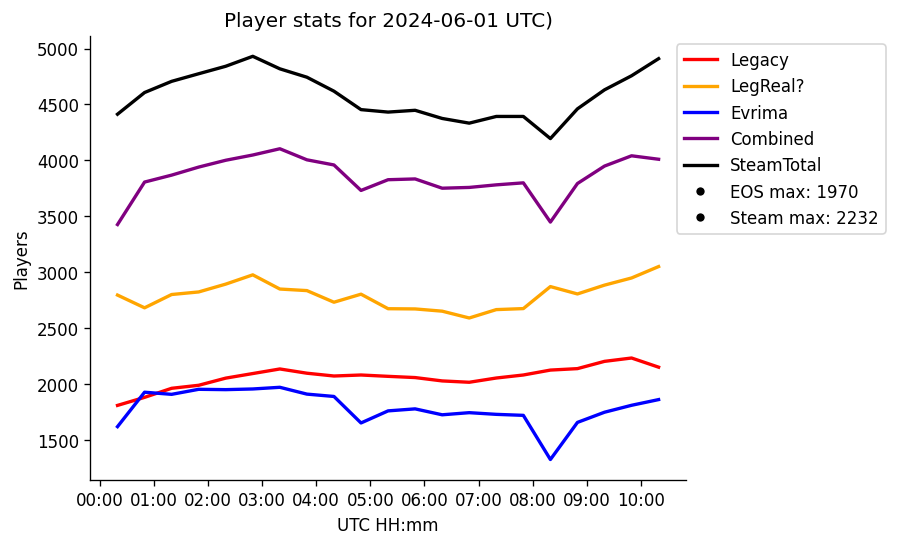 Player stats for 2024-06-01 UTC)
5000
4500
4000
3500
3000
2500
2000
1500
Players
00:00 01:00 02:00 03:00 04:00 05:00 06:00 07:00 08:00 09:00 10:00
UTC HH:mm
Legacy
LegReal?
Evrima
Combined
SteamTotal
EOS max: 1970
Steam max: 2232